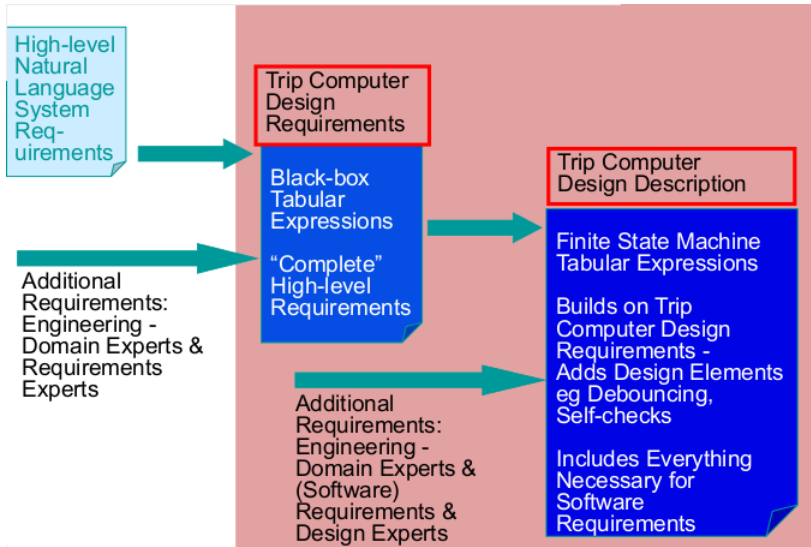 High-level
Natural
Language
System
Req-
uirements
Trip Computer
Design
Requirements
Black-box
Tabular
Expressions
“Complete”
High-level
Requirements
Additional
Requirements:
Engineering -
Domain Experts &
Requirements
Experts
Trip Computer
Design Description
Finite State Machine
Tabular Expressions
Builds on Trip
Computer Design
Requirements -
Adds Design Elements
eg Debouncing,
Self-checks
Includes Everything
Necessary for
Software
Requirements
Additional
Requirements:
Engineering -
Domain Experts &
(Software)
Requirements &
Design Experts